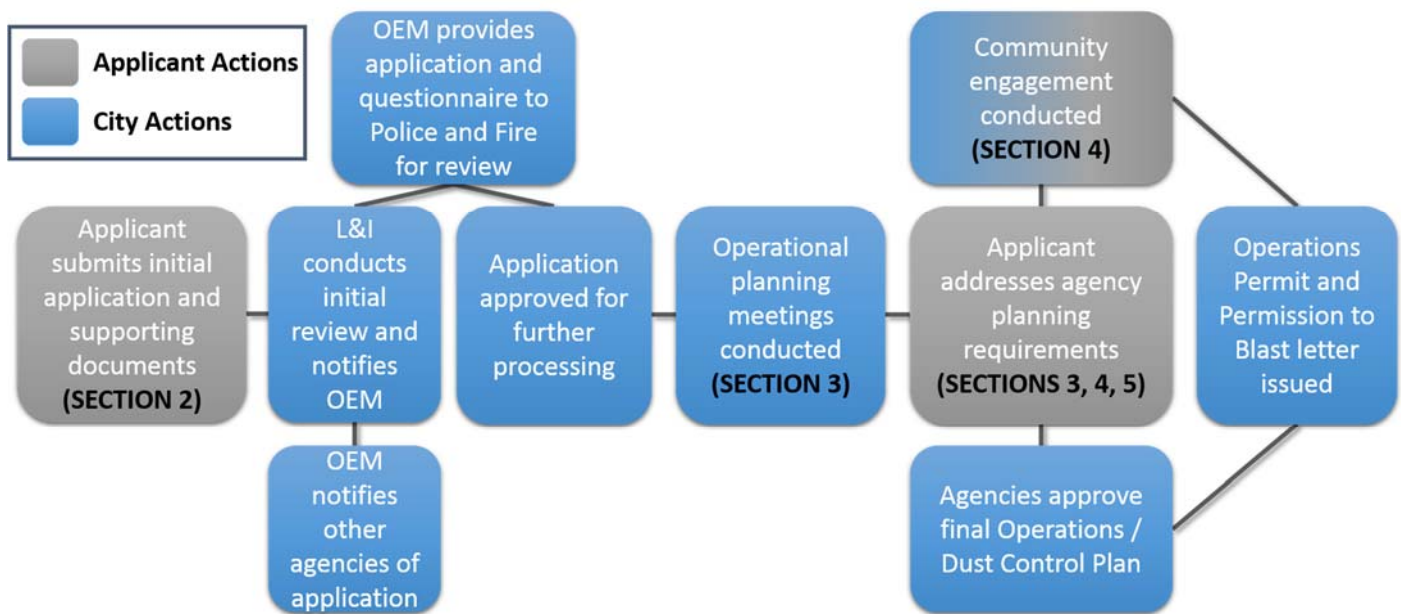 Applicant Actions
City Actions
OEM provides
application and
questionnaire to
Police and Fire
for review
Community
engagement
conducted
(SECTION 4)
Applicant
submits initial
application and
supporting
documents
(SECTION 2)
L&I
conducts
initial
review and
notifies
OEM
Application
approved for
further
processing
Operational
planning
meetings
conducted
(SECTION 3)
Applicant
addresses agency
planning
requirements
(SECTIONS 3, 4, 5)
Operations
Permit and
Permission to
Blast letter
issued
OEM
notifies
other
agencies of
application
Agencies approve
final Operations /
Dust Control Plan